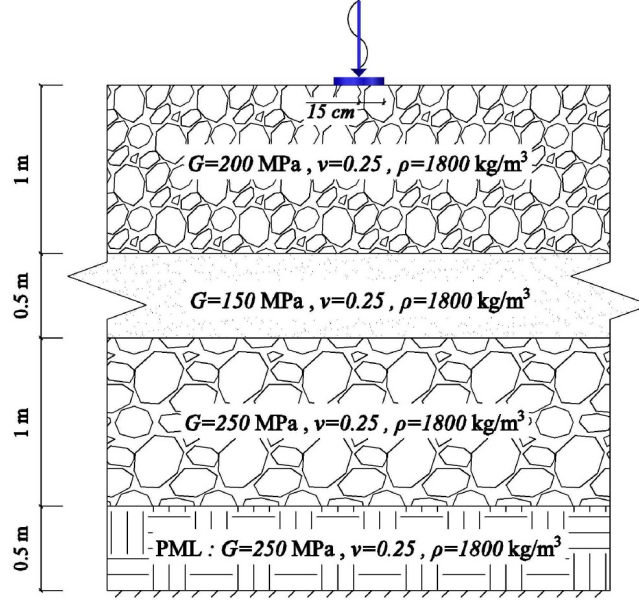 15 cm
1 m
G=200 MPa , ν=0.25 , ρ=1800 kg/m³
0.5 m
G=150 MPa , ν=0.25 , ρ=1800 kg/m³
1 m
G=250 MPa , ν=0.25 , ρ=1800 kg/m³
0.5 m
PML : G=250 MPa , ν=0.25 , ρ=1800 kg/m³